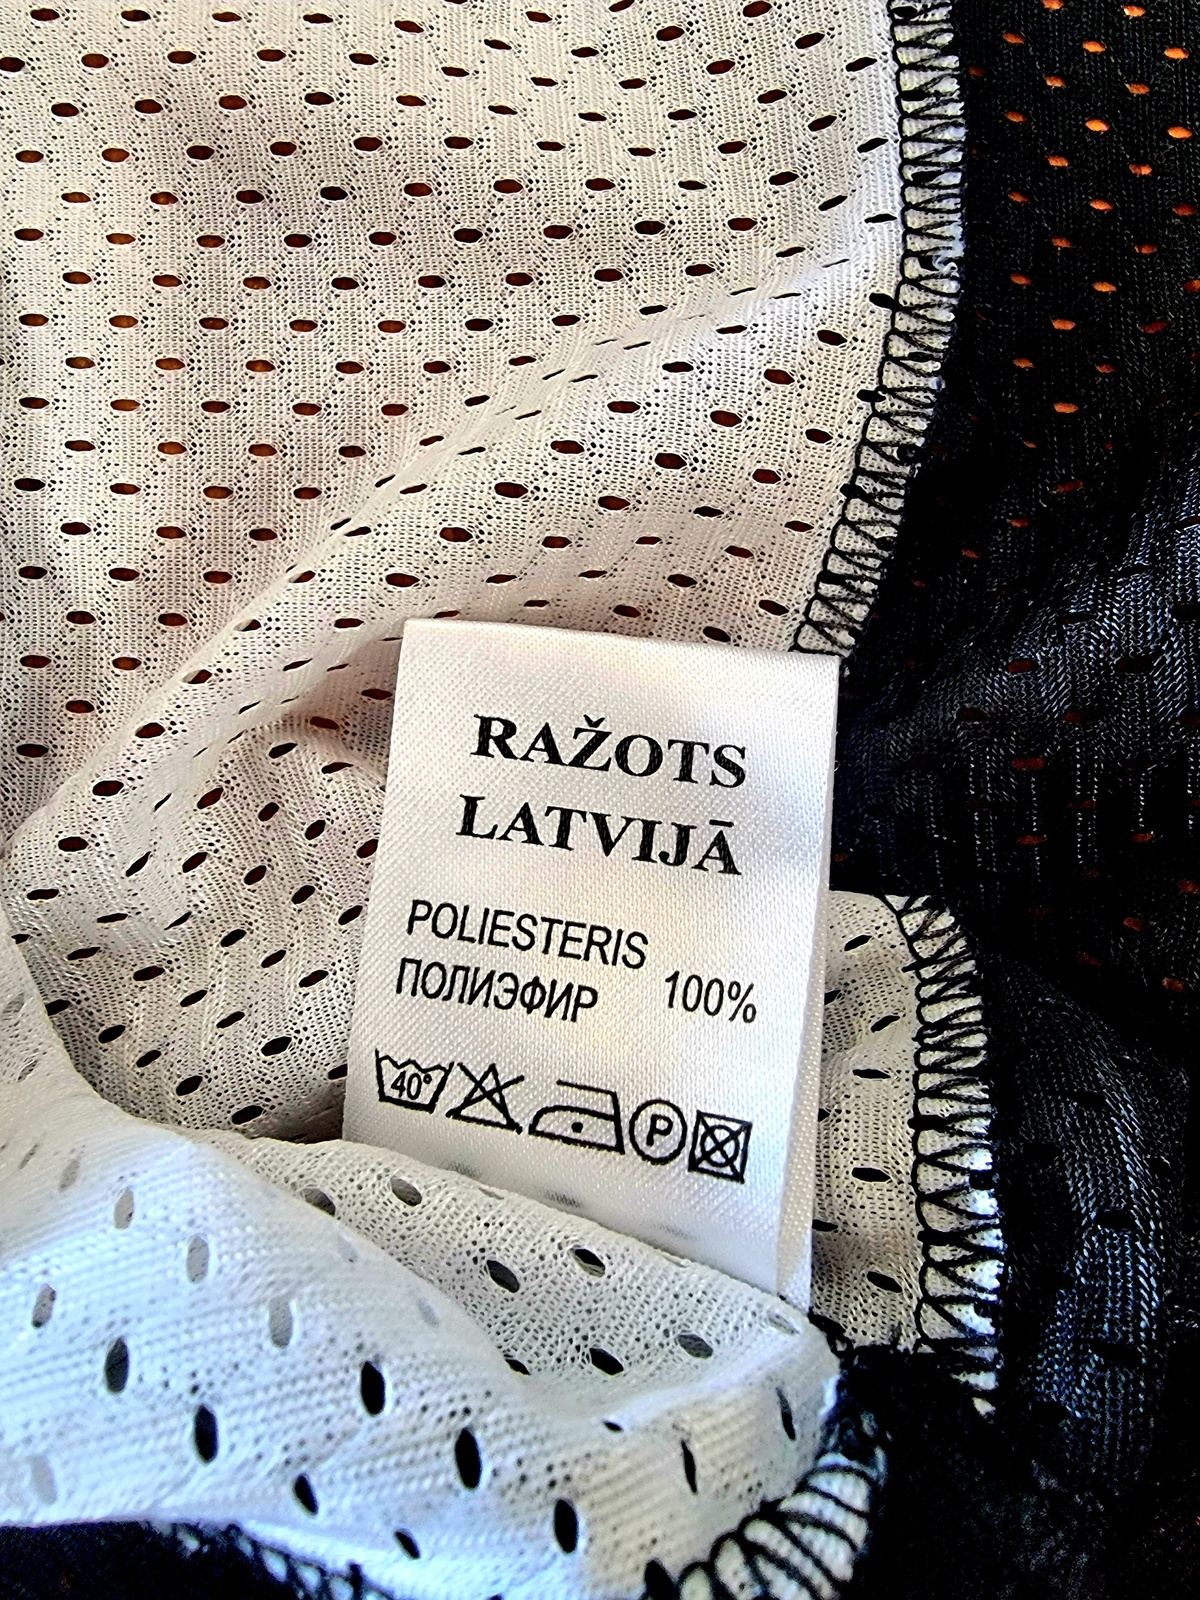 RAŽOTS
LATVIJĀ
POLIESTERIS
ПОЛИЭФИР 100%
40°
P